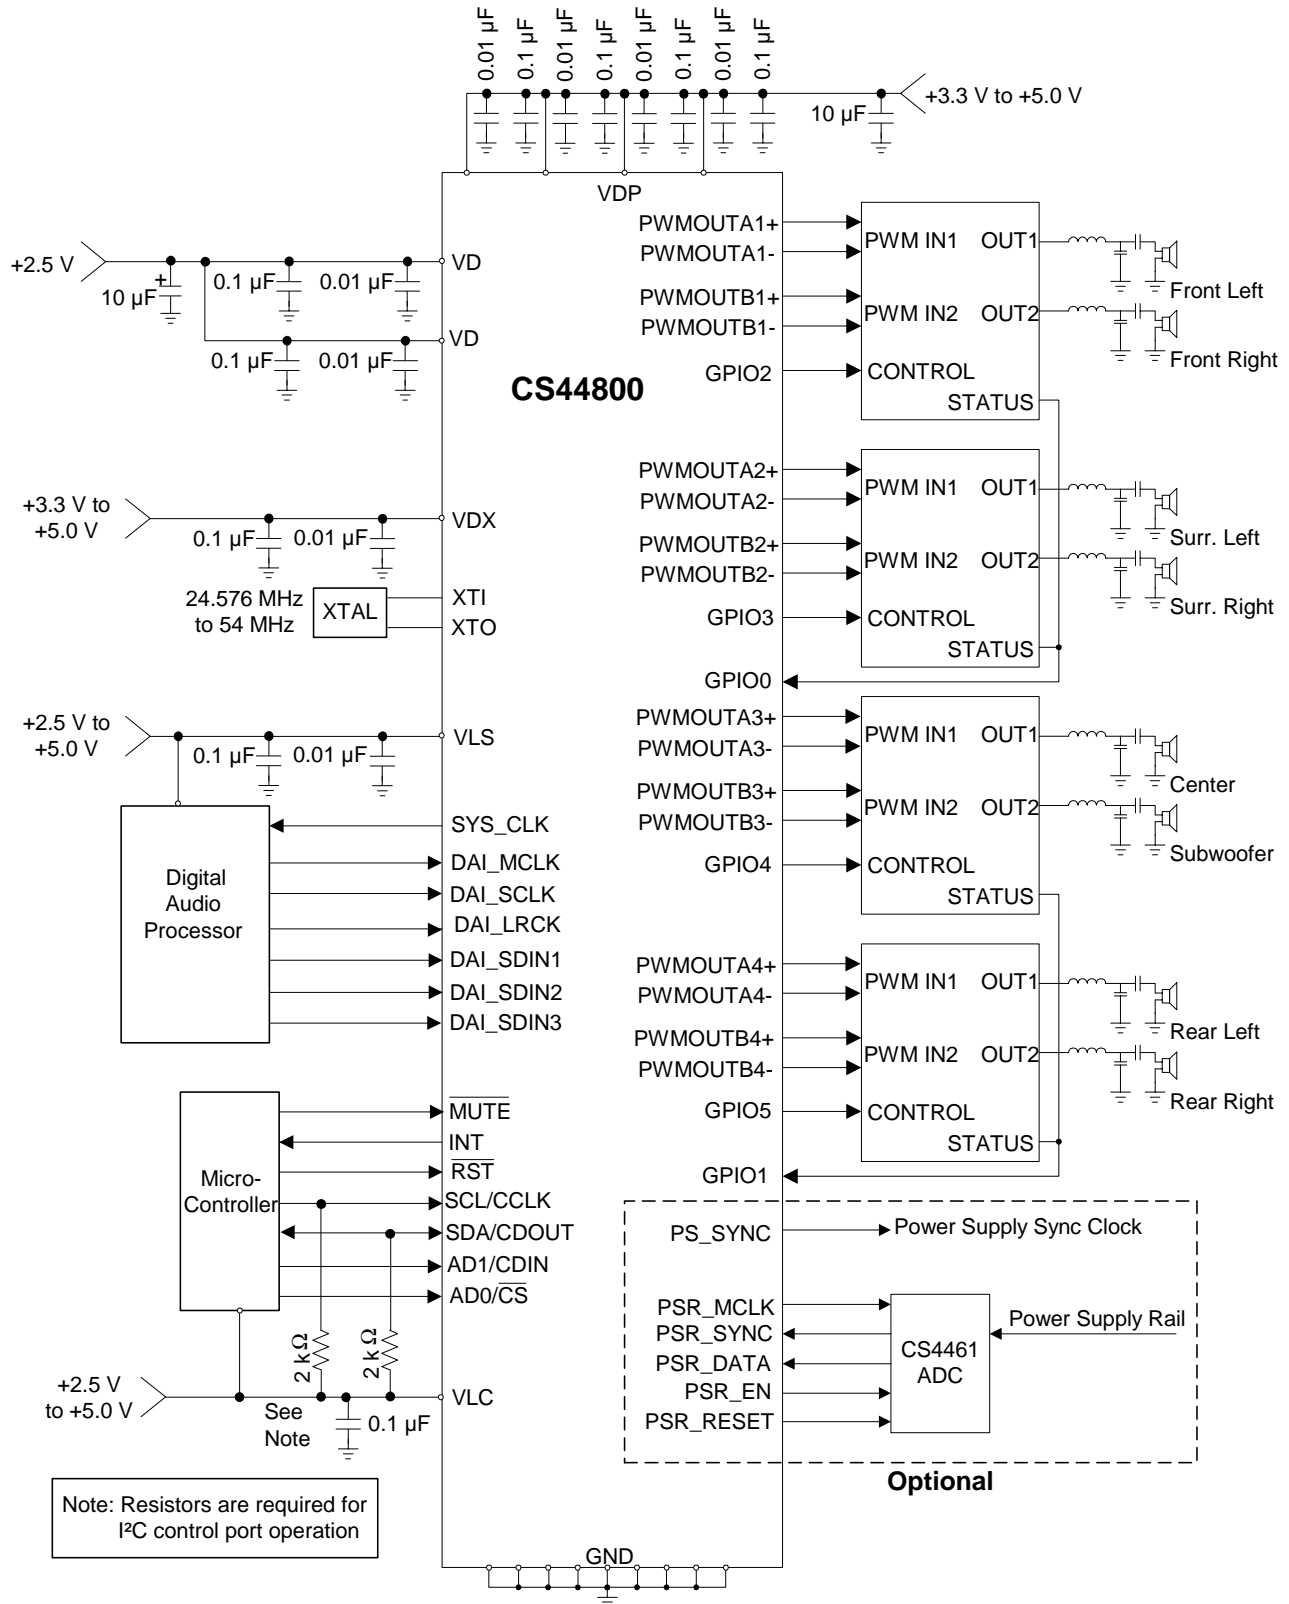 0.01 µF
0.1 µF
0.01 µF
0.1 µF
0.01 µF
0.1 µF
0.01 µF
0.1 µF
10 µF
+3.3 V to +5.0 V
VDP
CS44800
+2.5 V
10 µF
+
0.1 µF
0.01 µF
VD
0.1 µF
0.01 µF
VD
+3.3 V to
+5.0 V
0.1 µF
0.01 µF
VDX
24.576 MHz
to 54 MHz
XTAL
XTI
XTO
+2.5 V to
+5.0 V
0.1 µF
0.01 µF
VLS
Digital
Audio
Processor
SYS_CLK
DAI_MCLK
DAI_SCLK
DAI_LRCK
DAI_SDIN1
DAI_SDIN2
DAI_SDIN3
Micro-
Controller
MUTE
INT
RST
SCL/CCLK
SDA/CDOUT
AD1/CDIN
AD0/CS
2 kΩ
2 kΩ
+2.5 V
to +5.0 V
See
Note
0.1 µF
VLC
Note: Resistors are required for
I²C control port operation
GND
PWMOUTA1+
PWMOUTA1-
PWMOUTB1+
PWMOUTB1-
GPIO2
PWM IN1
OUT1
PWM IN2
OUT2
CONTROL
STATUS
Front Left
Front Right
PWMOUTA2+
PWMOUTA2-
PWMOUTB2+
PWMOUTB2-
GPIO3
GPIO0
PWM IN1
OUT1
PWM IN2
OUT2
CONTROL
STATUS
Surr. Left
Surr. Right
PWMOUTA3+
PWMOUTA3-
PWMOUTB3+
PWMOUTB3-
GPIO4
PWM IN1
OUT1
PWM IN2
OUT2
CONTROL
STATUS
Center
Subwoofer
PWMOUTA4+
PWMOUTA4-
PWMOUTB4+
PWMOUTB4-
GPIO5
GPIO1
PWM IN1
OUT1
PWM IN2
OUT2
CONTROL
STATUS
Rear Left
Rear Right
PS_SYNC
Power Supply Sync Clock
PSR_MCLK
PSR_SYNC
PSR_DATA
PSR_EN
PSR_RESET
CS4461
ADC
Power Supply Rail
Optional